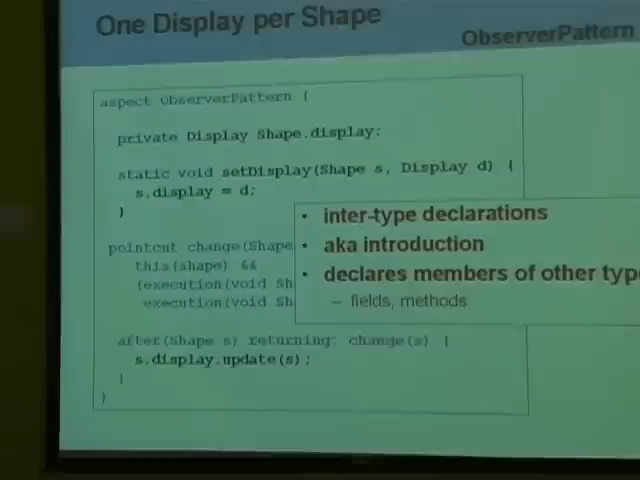 One Display per Shape
ObserverPattern
aspect ObserverPattern {
private Display Shape.display;
static void setDisplay(Shape s, Display d) {
s.display = d;
}
• inter-type declarations
pointcut change(Shape
• aka introduction
this(shape) &&
• declares members of other type
(execution(void Sh
– fields, methods
execution(void Sh
after(Shape s) returning: change(s) {
s.display.update(s);
}
}